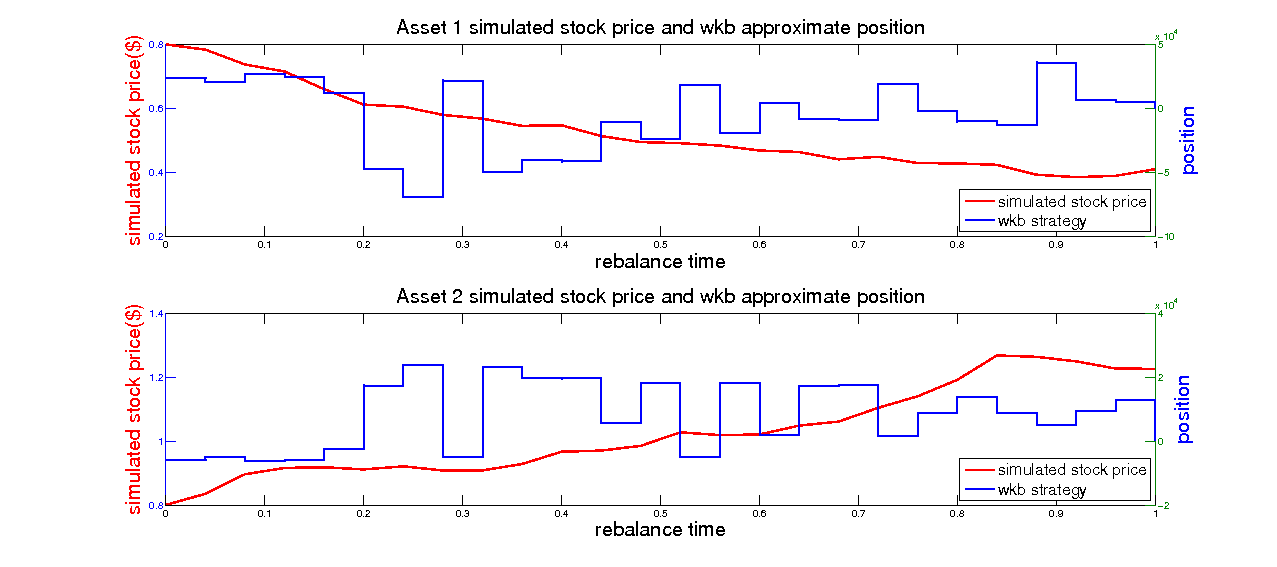 Asset 1 simulated stock price and wkb approximate position
x 10^4
simulated stock price($)
0.8
0.6
0.4
0.2
5
0
−5
−10
position
simulated stock price
wkb strategy
0 0.1 0.2 0.3 0.4 0.5 0.6 0.7 0.8 0.9 1
rebalance time
Asset 2 simulated stock price and wkb approximate position
x 10^4
simulated stock price($)
1.4
1.2
1
0.8
4
2
0
−2
position
simulated stock price
wkb strategy
0 0.1 0.2 0.3 0.4 0.5 0.6 0.7 0.8 0.9 1
rebalance time